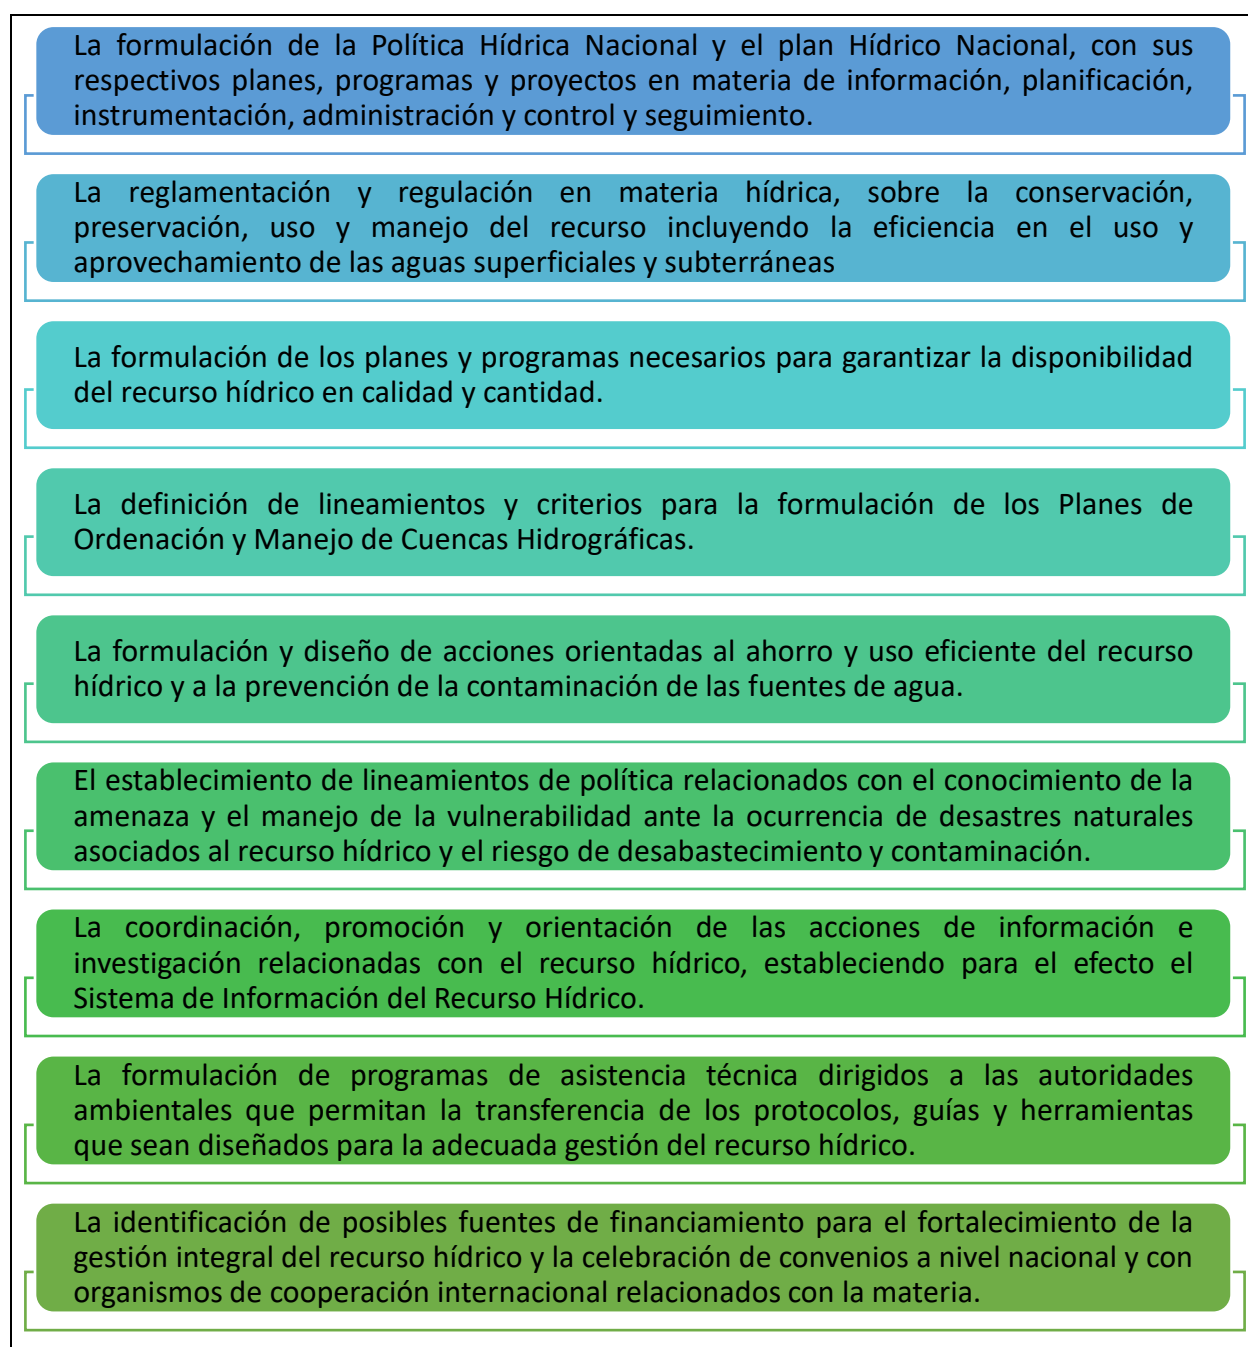 La formulación de la Política Hídrica Nacional y el plan Hídrico Nacional, con sus
respectivos planes, programas y proyectos en materia de información, planificación,
instrumentación, administración y control y seguimiento.
La reglamentación y regulación en materia hídrica, sobre la conservación,
preservación, uso y manejo del recurso incluyendo la eficiencia en el uso y
aprovechamiento de las aguas superficiales y subterráneas
La formulación de los planes y programas necesarios para garantizar la disponibilidad
del recurso hídrico en calidad y cantidad.
La definición de lineamientos y criterios para la formulación de los Planes de
Ordenación y Manejo de Cuencas Hidrográficas.
La formulación y diseño de acciones orientadas al ahorro y uso eficiente del recurso
hídrico y a la prevención de la contaminación de las fuentes de agua.
El establecimiento de lineamientos de política relacionados con el conocimiento de la
amenaza y el manejo de la vulnerabilidad ante la ocurrencia de desastres naturales
asociados al recurso hídrico y el riesgo de desabastecimiento y contaminación.
La coordinación, promoción y orientación de las acciones de información e
investigación relacionadas con el recurso hídrico, estableciendo para el efecto el
Sistema de Información del Recurso Hídrico.
La formulación de programas de asistencia técnica dirigidos a las autoridades
ambientales que permitan la transferencia de los protocolos, guías y herramientas
que sean diseñados para la adecuada gestión del recurso hídrico.
La identificación de posibles fuentes de financiamiento para el fortalecimiento de la
gestión integral del recurso hídrico y la celebración de convenios a nivel nacional y con
organismos de cooperación internacional relacionados con la materia.